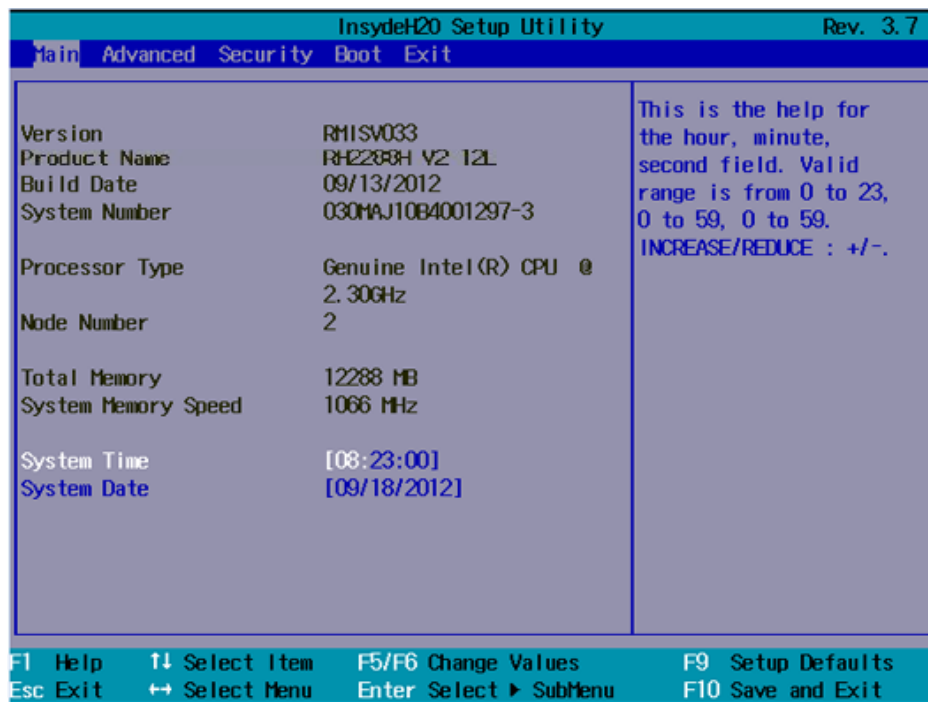 InsydeH20 Setup Utility Rev. 3.7
Main Advanced Security Boot Exit
Version RMISV033
Product Name RH2288H V2 12L
Build Date 09/13/2012
System Number 030MAJ10B4001297-3
Processor Type Genuine Intel(R) CPU @
2.30GHz
Node Number 2
Total Memory 12288 MB
System Memory Speed 1066 MHz
System Time [08:23:00]
System Date [09/18/2012]
This is the help for
the hour, minute,
second field. Valid
range is from 0 to 23,
0 to 59, 0 to 59.
INCREASE/REDUCE : +/-.
F1 Help ↑↓ Select Item F5/F6 Change Values F9 Setup Defaults
Esc Exit ↔ Select Menu Enter Select ▶ SubMenu F10 Save and Exit